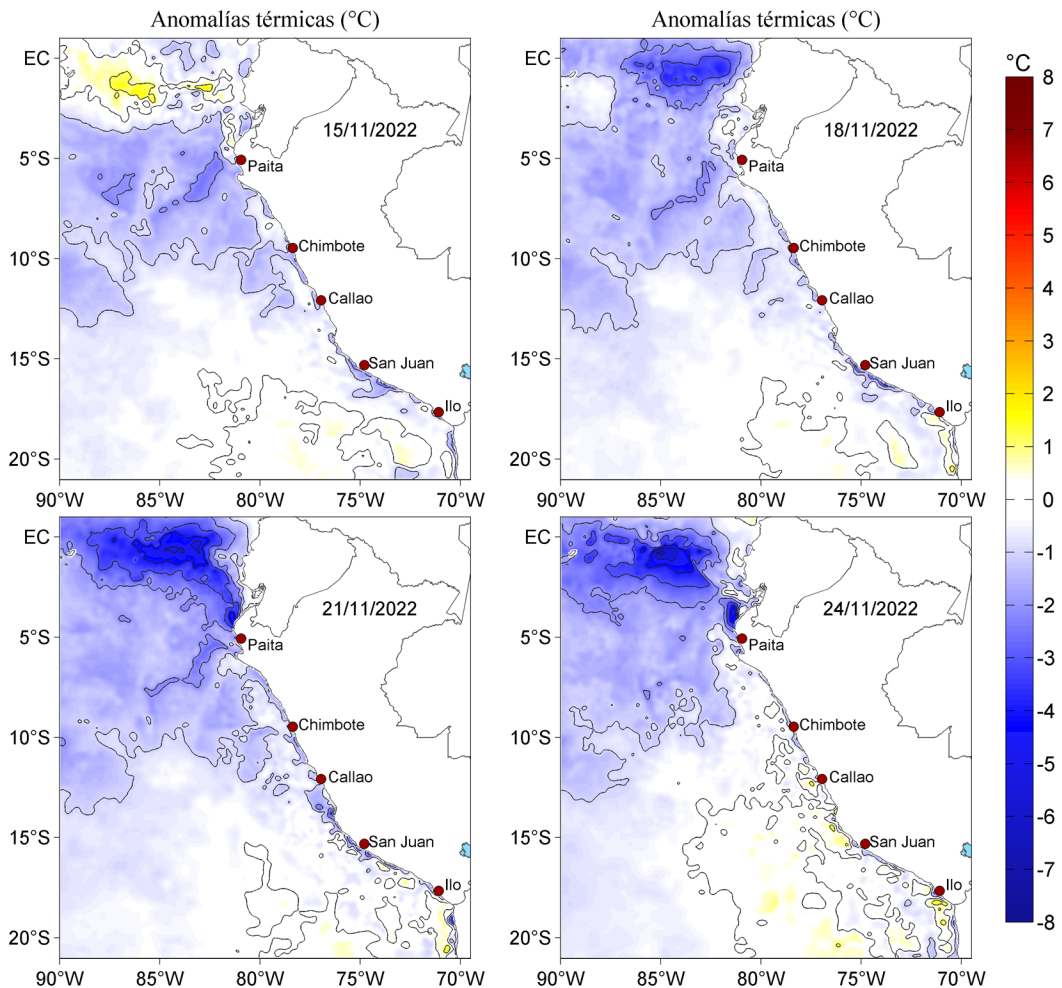 Anomalías térmicas (°C)
Anomalías térmicas (°C)
EC
5°S
10°S
15°S
20°S
90°W
85°W
80°W
75°W
70°W
15/11/2022
Paita
Chimbote
Callao
San Juan
Ilo
EC
5°S
10°S
15°S
20°S
90°W
85°W
80°W
75°W
70°W
18/11/2022
Paita
Chimbote
Callao
San Juan
Ilo
EC
5°S
10°S
15°S
20°S
90°W
85°W
80°W
75°W
70°W
21/11/2022
Paita
Chimbote
Callao
San Juan
Ilo
EC
5°S
10°S
15°S
20°S
90°W
85°W
80°W
75°W
70°W
24/11/2022
Paita
Chimbote
Callao
San Juan
Ilo
°C
8
7
6
5
4
3
2
1
0
-1
-2
-3
-4
-5
-6
-7
-8